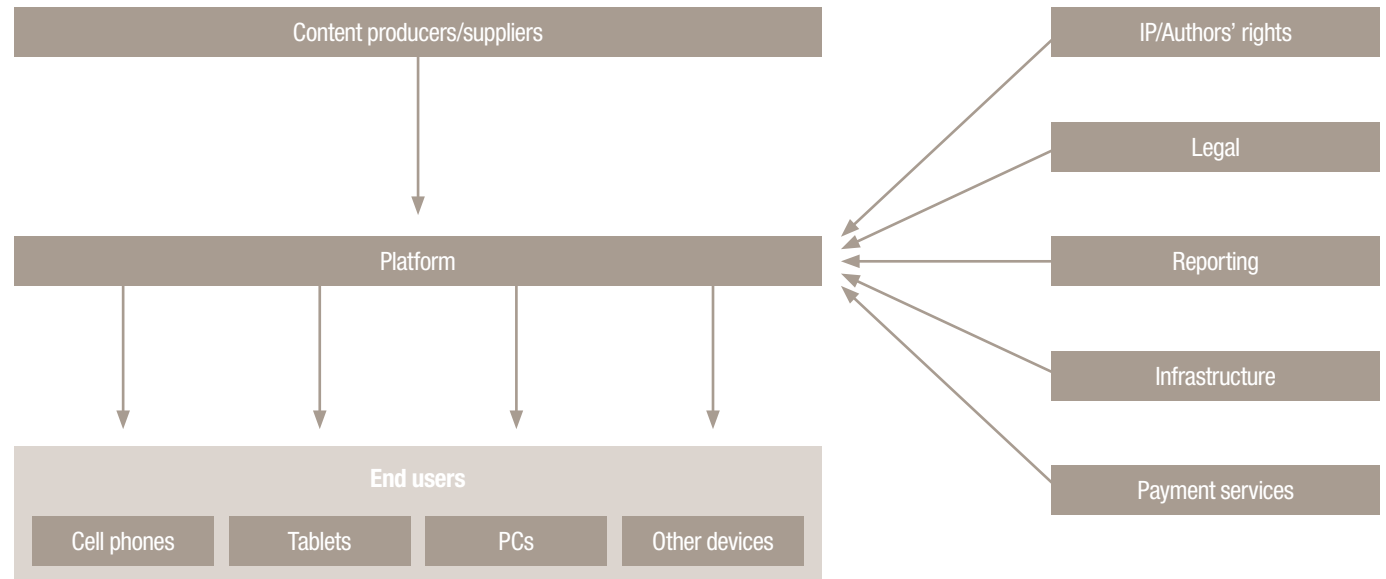 Content producers/suppliers
IP/Authors’ rights
Legal
Platform
Reporting
Infrastructure
End users
Payment services
Cell phones
Tablets
PCs
Other devices